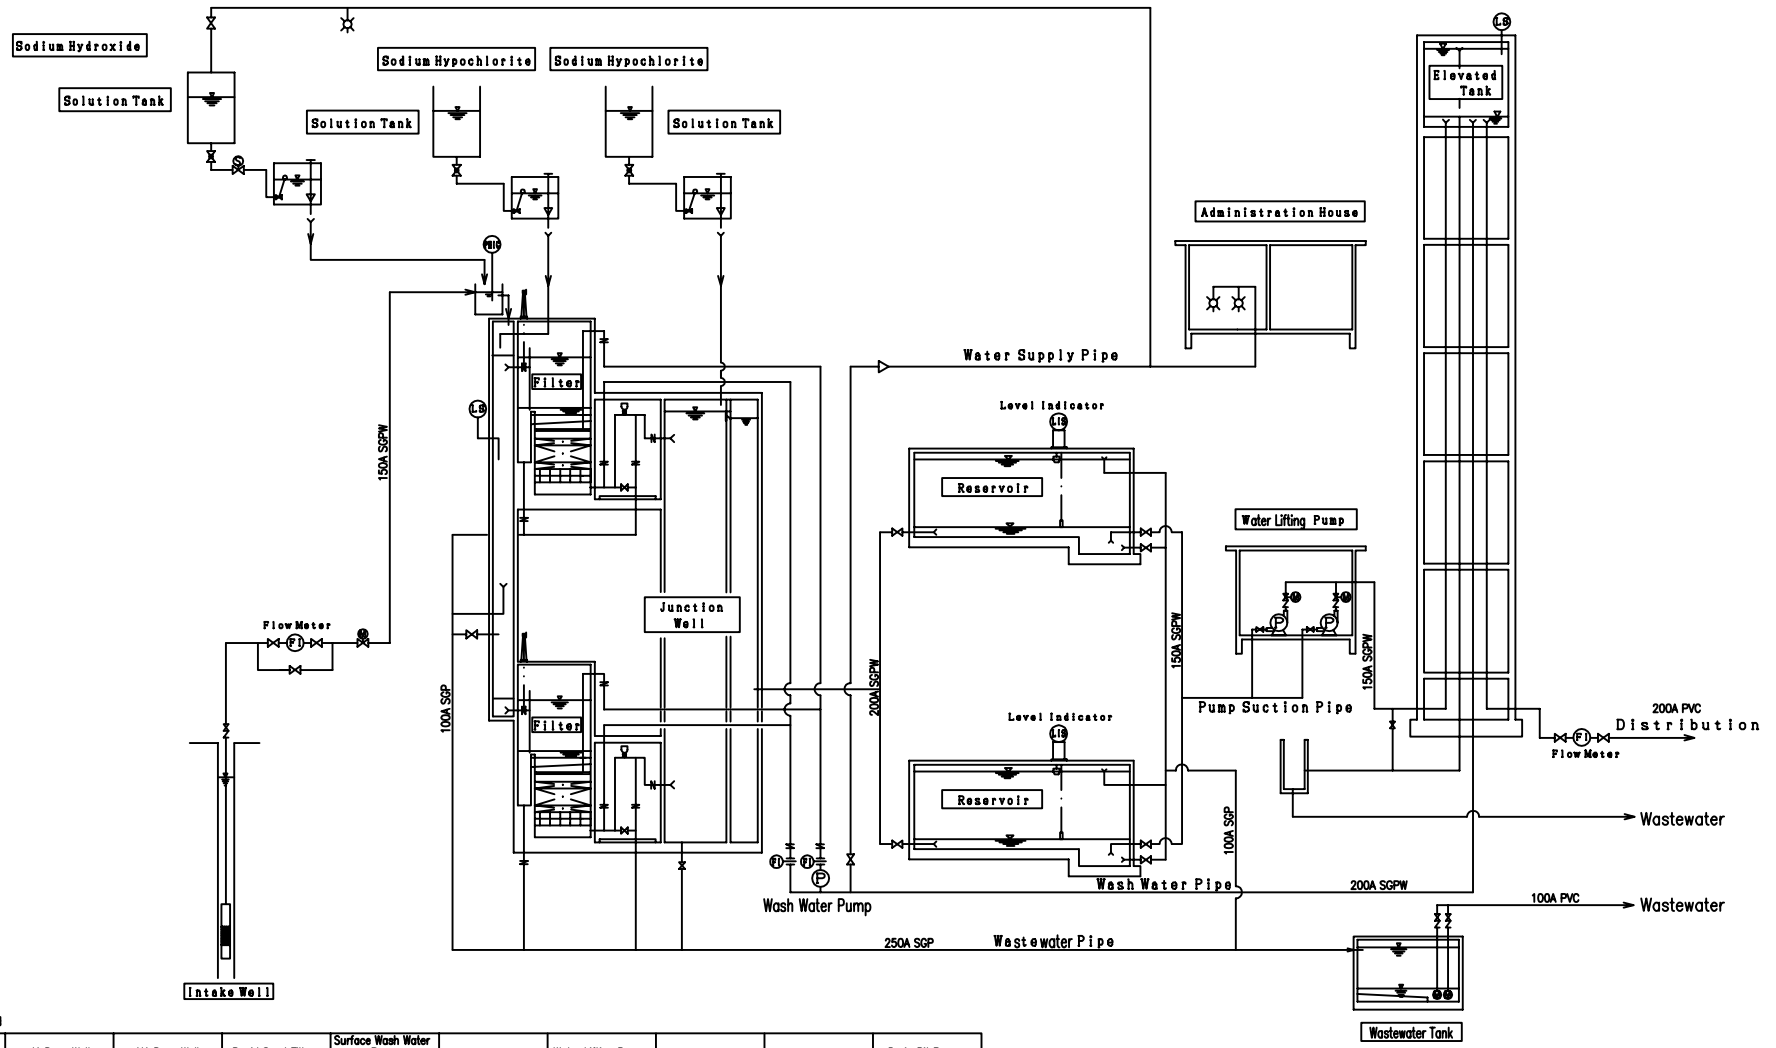 LS
Sodium Hydroxide
Sodium Hypochlorite
Sodium Hypochlorite
Solution Tank
Solution Tank
Solution Tank
Elevated
Tank
S
Administration House
PHIC
Water Supply Pipe
Filter
LS
Level Indicator
LIS
150A SGPW
Reservoir
Water Lifting Pump
M
M
P
P
Junction
Well
Flow Meter
FI
M
150A SGPW
150A SGPW
200A SGPW
100A SGP
Pump Suction Pipe
200A PVC
Distribution
FI
Flow Meter
Filter
Level Indicator
LIS
Reservoir
100A SGP
Wastewater
FI
FI
P
Wash Water Pump
Wash Water Pipe
200A SGPW
100A PVC
Wastewater
250A SGP
Wastewater Pipe
Intake Well
M
M
Wastewater Tank
Surface Wash Water